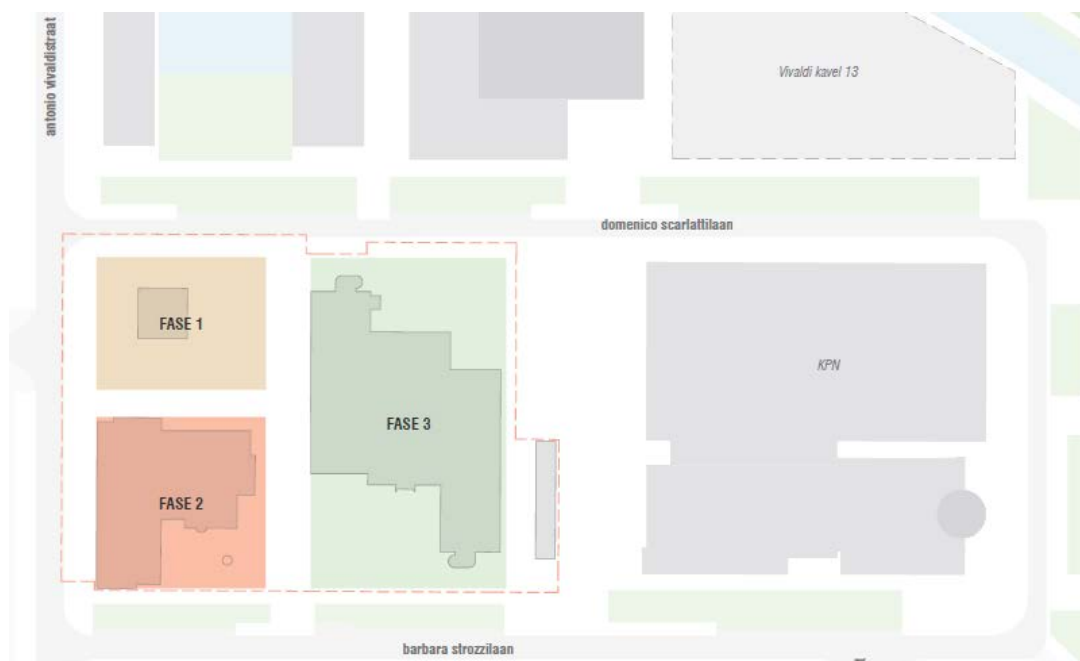 antonio vivaldistraat
Vivaldi kavel 13
domenico scarlattilaan
FASE 1
KPN
FASE 3
FASE 2
barbara strozzilaan